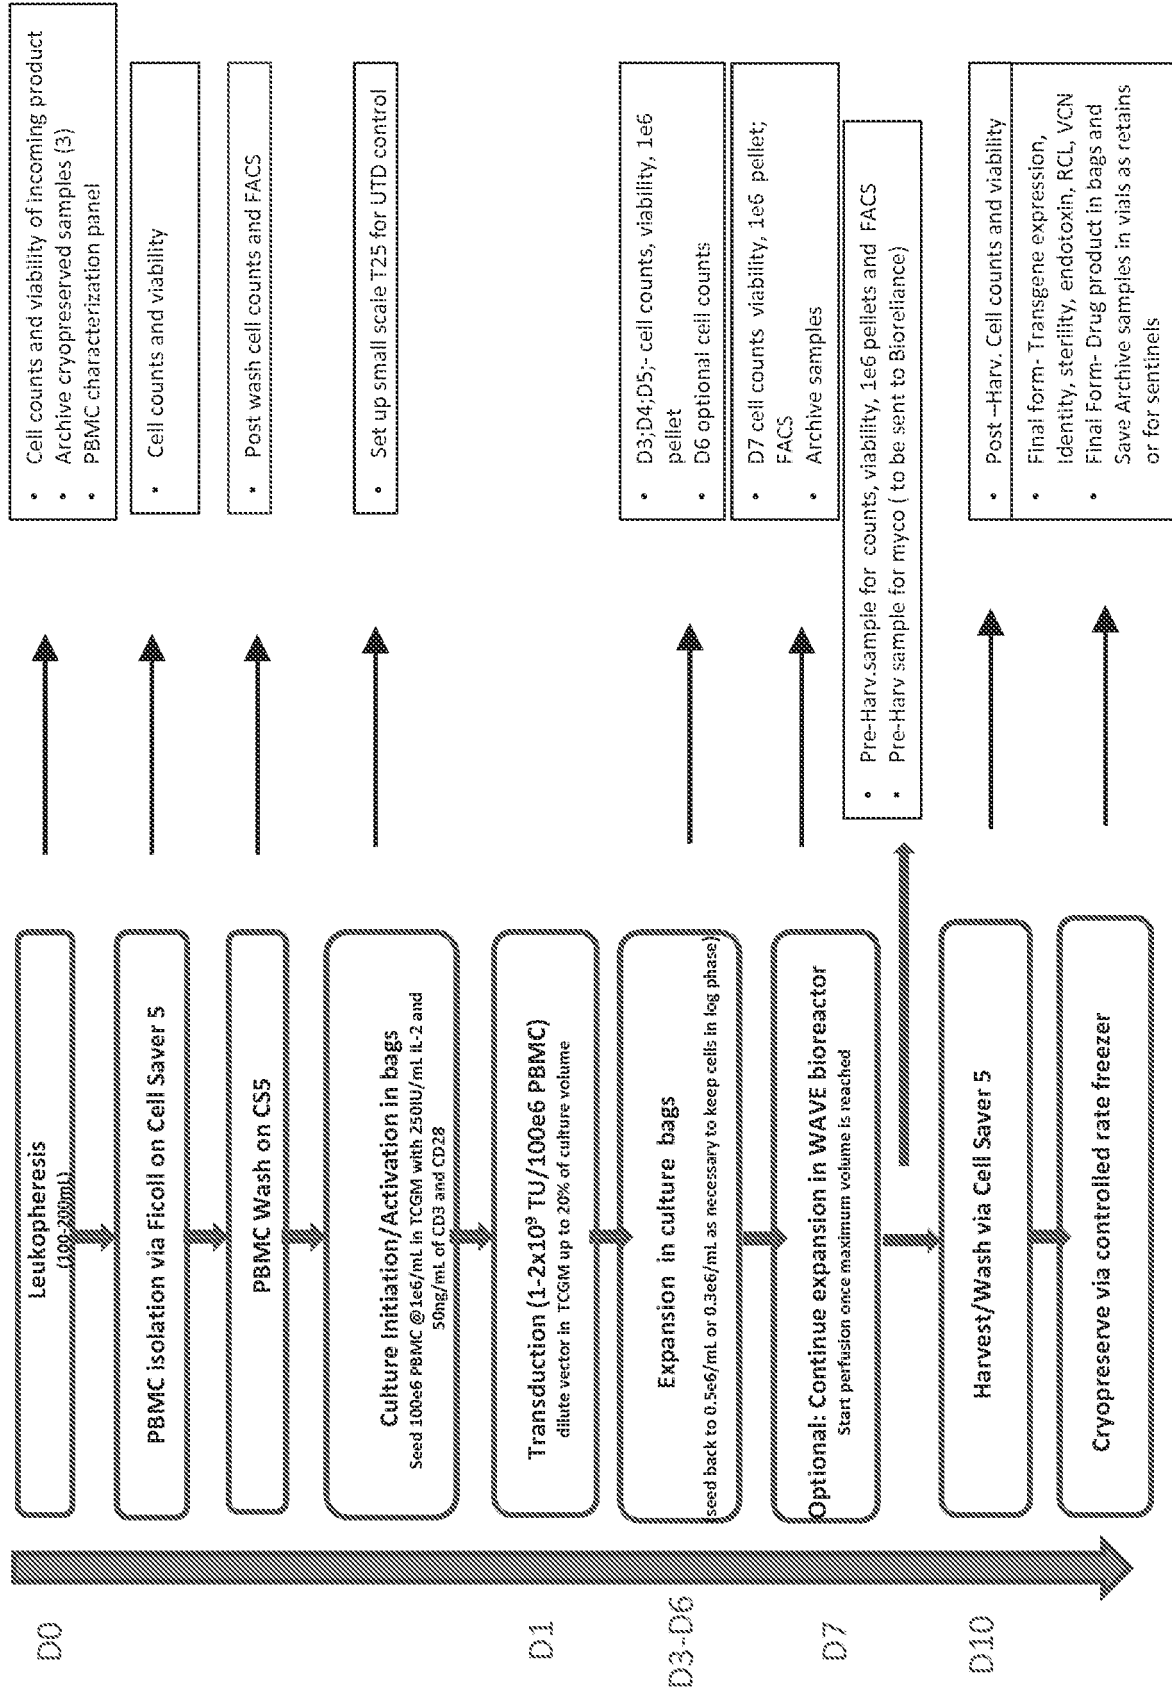 D0
D1
D3-D6
D7
D10
Leukopheresis
(100-200mL)
PBMC isolation via Ficoll on Cell Saver 5
PBMC Wash on CS5
Culture Initiation/Activation in bags
Seed 100e6 PBMC @1e6/mL in TCGM with 250IU/mL IL-2 and
50ng/mL of CD3 and CD28
Transduction (1-2x10⁹ TU/100e6 PBMC)
dilute vector in TCGM up to 20% of culture volume
Expansion in culture bags
(seed back to 0.5e6/mL or 0.3e6/mL as necessary to keep cells in log phase)
Optional: Continue expansion in WAVE bioreactor
Start perfusion once maximum volume is reached
Harvest/Wash via Cell Saver 5
Cryopreserve via controlled rate freezer
• Cell counts and viability of incoming product
• Archive cryopreserved samples (3)
• PBMC characterization panel
• Cell counts and viability
• Post wash cell counts and FACS
• Set up small scale T25 for UTD control
• D3;D4;D5;- cell counts, viability, 1e6
pellet
• D6 optional cell counts
• D7 cell counts viability, 1e6 pellet;
FACS
• Archive samples
• Pre-Harv.sample for counts, viability, 1e6 pellets and FACS
• Pre-Harv sample for myco ( to be sent to Bioreliance)
• Post –Harv. Cell counts and viability
• Final form- Transgene expression,
Identity, sterility, endotoxin, RCL, VCN
• Final Form- Drug product in bags and
Save Archive samples in vials as retains
or for sentinels